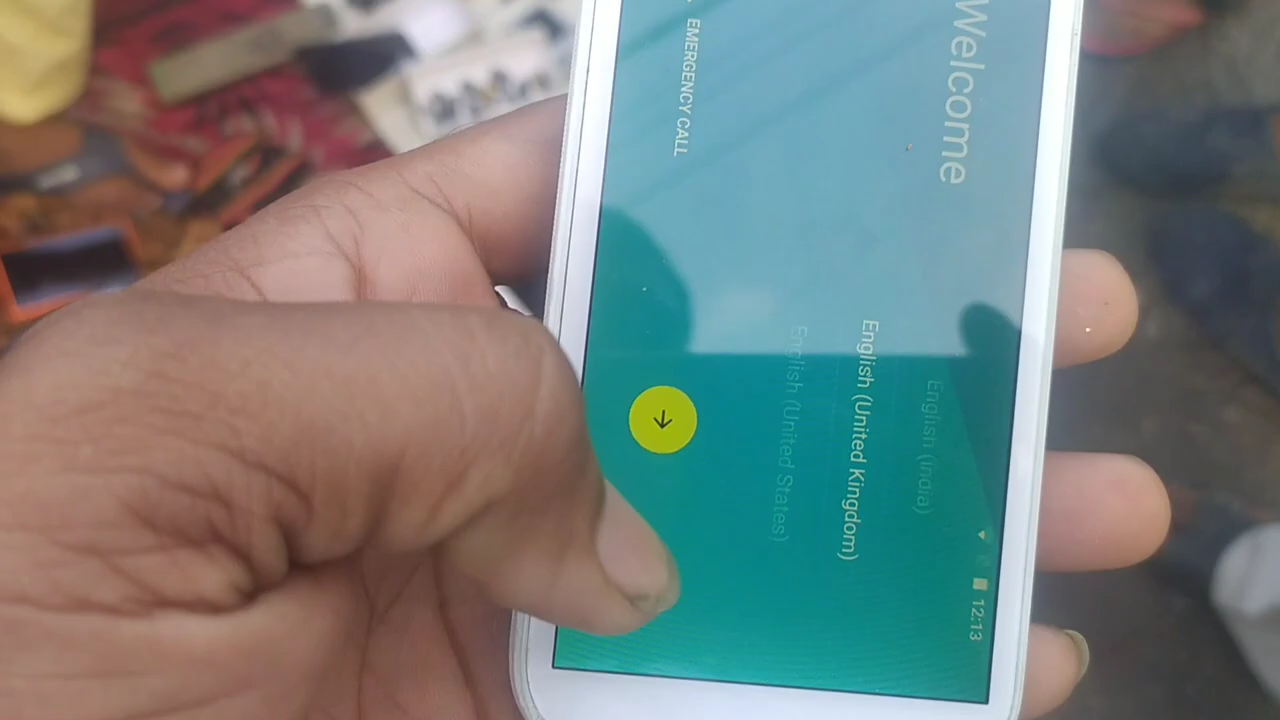 12:13
Welcome
English (India)
English (United Kingdom)
English (United States)
EMERGENCY CALL